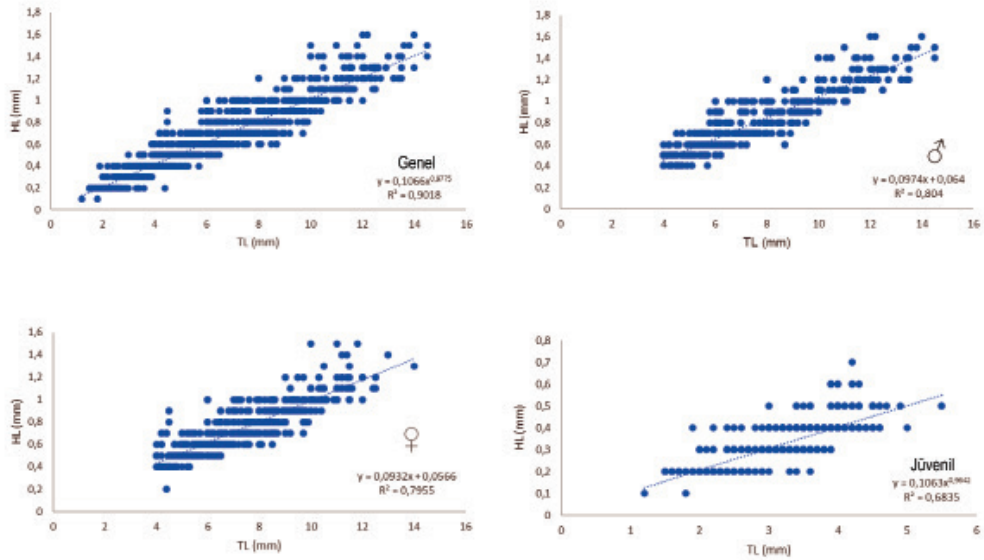 1,8
1,6
1,4
1,2
1
0,8
0,6
0,4
0,2
0
HL (mm)
0 2 4 6 8 10 12 14 16
TL (mm)
Genel
y = 0,1066x^0,8775
R² = 0,9018
1,8
1,6
1,4
1,2
1
0,8
0,6
0,4
0,2
0
HL (mm)
0 2 4 6 8 10 12 14 16
TL (mm)
♂
y = 0,0974x + 0,064
R² = 0,804
1,6
1,4
1,2
1
0,8
0,6
0,4
0,2
0
HL (mm)
0 2 4 6 8 10 12 14 16
TL (mm)
♀
y = 0,0932x + 0,0566
R² = 0,7955
0,8
0,7
0,6
0,5
0,4
0,3
0,2
0,1
0
HL (mm)
0 1 2 3 4 5 6
TL (mm)
Jüvenil
R² = 0,6835